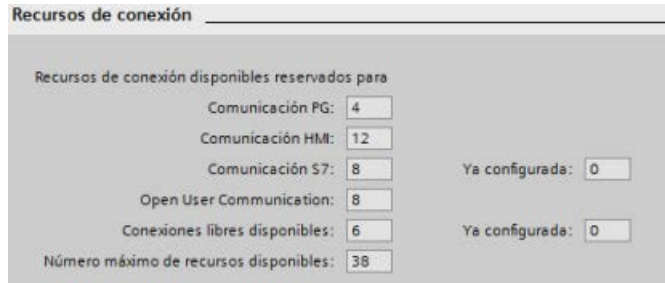 Recursos de conexión
Recursos de conexión disponibles reservados para
Comunicación PG: 4
Comunicación HMI: 12
Comunicación S7: 8 Ya configurada: 0
Open User Communication: 8
Conexiones libres disponibles: 6 Ya configurada: 0
Número máximo de recursos disponibles: 38